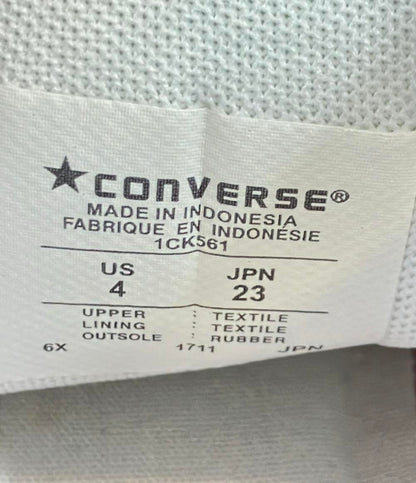 ★CONVERSE®
MADE IN INDONESIA
FABRIQUE EN INDONÉSIE
1CK561
US JPN
4 23
UPPER : TEXTILE
LINING : TEXTILE
OUTSOLE : RUBBER
6X 1711 JPN